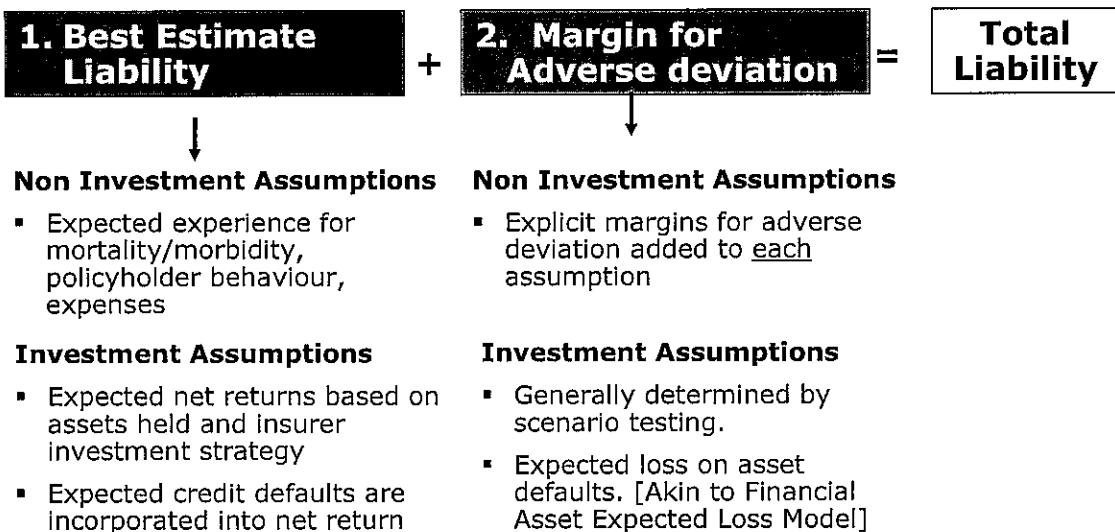 1. Best Estimate
Liability
+
2. Margin for
Adverse deviation
=
Total
Liability
Non Investment Assumptions
▪ Expected experience for
mortality/morbidity,
policyholder behaviour,
expenses
Investment Assumptions
▪ Expected net returns based on
assets held and insurer
investment strategy
▪ Expected credit defaults are
incorporated into net return
Non Investment Assumptions
▪ Explicit margins for adverse
deviation added to each
assumption
Investment Assumptions
▪ Generally determined by
scenario testing.
▪ Expected loss on asset
defaults. [Akin to Financial
Asset Expected Loss Model]